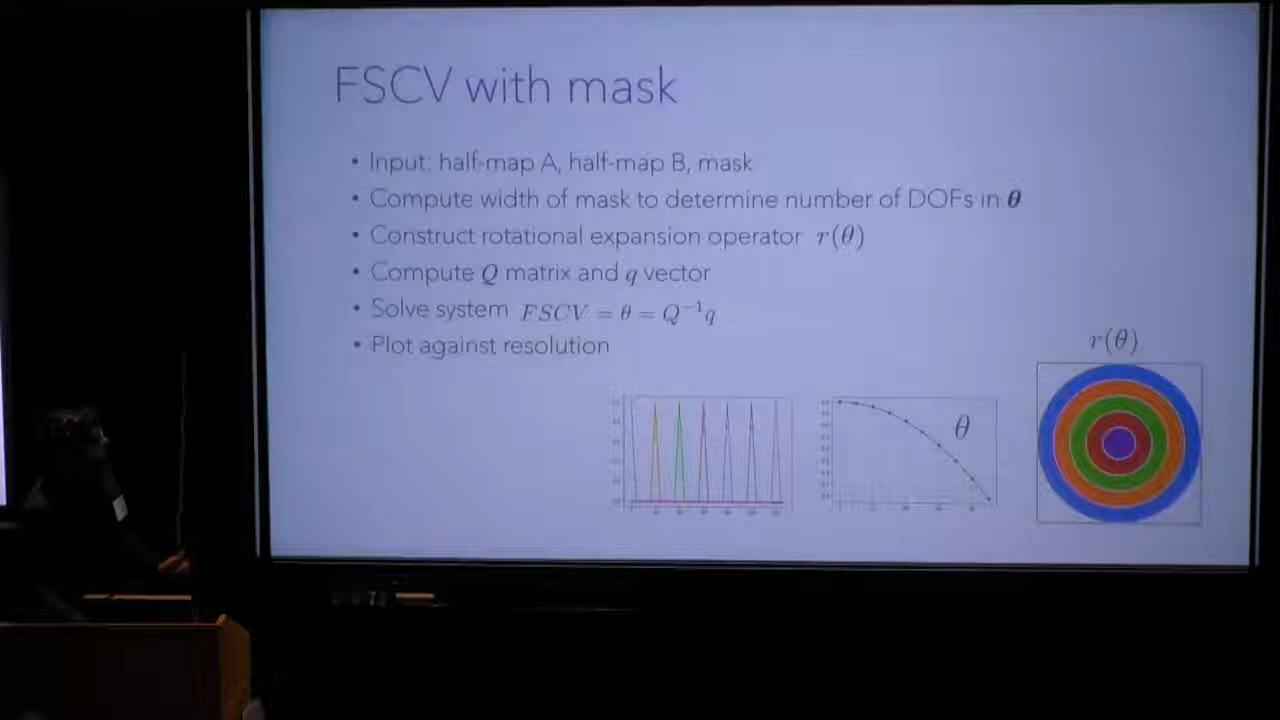 FSCV with mask
• Input: half-map A, half-map B, mask
• Compute width of mask to determine number of DOFs in θ
• Construct rotational expansion operator r(θ)
• Compute Q matrix and q vector
• Solve system FSCV = θ = Q⁻¹q
• Plot against resolution
r(θ)
θ